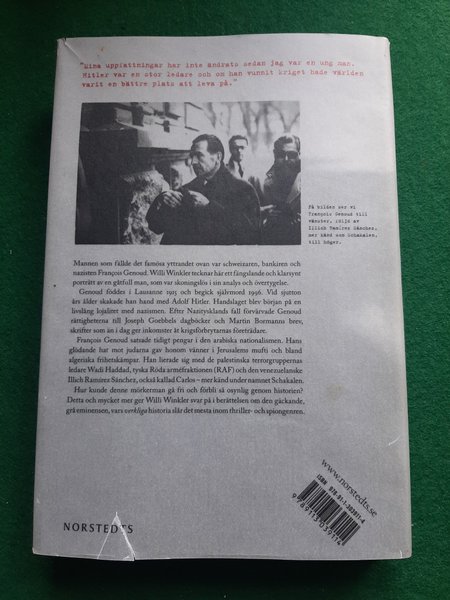 "Mina uppfattningar har inte ändrats sedan jag var en ung man.
Hitler var en stor ledare och om han vunnit kriget hade världen
varit en bättre plats att leva på."
På bilden ser vi
François Genoud till
vänster, följd av
Illich Ramírez Sánchez,
mer känd som Schakalen,
till höger.
Mannen som fällde det famösa yttrandet ovan var schweizaren, bankiren och
nazisten François Genoud. Willi Winkler tecknar här ett fängslande och klarsynt
porträtt av en gåtfull man, som var skoningslös i sin analys och övertygelse.
Genoud föddes i Lausanne 1915 och begick självmord 1996. Vid sjutton
års ålder skakade han hand med Adolf Hitler. Handslaget blev början på en
livslång lojalitet med nazismen. Efter Nazitysklands fall förvärvade Genoud
rättigheterna till Joseph Goebbels dagböcker och Martin Bormanns brev,
skrifter som än i dag ger inkomster åt krigsförbrytarnas företrädare.
François Genoud satsade tidigt pengar i den arabiska nationalismen. Hans
glödande hat mot judarna gav honom vänner i Jerusalems mufti och bland
algeriska frihetskämpar. Han lierade sig med de palestinska terrorgruppernas
ledare Wadi Haddad, tyska Röda arméfraktionen (RAF) och den venezuelanske
Illich Ramírez Sánchez, också kallad Carlos – mer känd under namnet Schakalen.
Hur kunde denne mörkerman gå fri och förbli så osynlig genom historien?
Detta och mycket mer ger Willi Winkler svar på i berättelsen om den gäckande,
grå eminensen, vars verkliga historia slår det mesta inom thriller- och spiongenren.
NORSTEDTS
www.norstedts.se
ISBN 978-91-1-303911-4
9789113039114